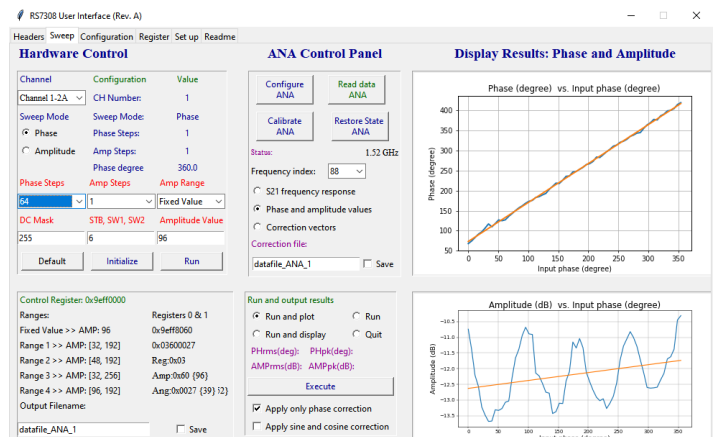 RS7308 User Interface (Rev. A)
Headers Sweep Configuration Register Set up Readme
Hardware Control
Channel Configuration Value
Channel 1-2A CH Number: 1
Sweep Mode Sweep Mode: Phase
Phase Phase Steps: 1
Amplitude Amp Steps: 1
Phase degree 360.0
Phase Steps Amp Steps Amp Range
64 1 Fixed Value
DC Mask STB, SW1, SW2 Amplitude Value
255 6 96
Default Initialize Run
Control Register: 0x9eff0000
Ranges: Registers 0 & 1
Fixed Value >> AMP: 96 0x9eff8060
Range 1 >> AMP: [32, 192] 0x03600027
Range 2 >> AMP: [48, 192] Reg:0x03
Range 3 >> AMP: [32, 256] Amp:0x60 {96}
Range 4 >> AMP: [96, 192] Ang:0x0027 {39}
Output Filename:
datafile_ANA_1 Save
ANA Control Panel
Configure ANA
Read data ANA
Calibrate ANA
Restore State ANA
Status: 1.52 GHz
Frequency index: 88
S21 frequency response
Phase and amplitude values
Correction vectors
Correction file:
datafile_ANA_1 Save
Run and output results
Run and plot Run
Run and display Quit
PHrms(deg): PHpk(deg):
AMPrms(dB): AMPpk(dB):
Execute
Apply only phase correction
Apply sine and cosine correction
Display Results: Phase and Amplitude
Phase (degree) vs. Input phase (degree)
Phase (degree)
400
350
300
250
200
150
100
50
0 50 100 150 200 250 300 350
Input phase (degree)
Amplitude (dB) vs. Input phase (degree)
Amplitude (dB)
-10.5
-11.0
-11.5
-12.0
-12.5
-13.0
-13.5
0 50 100 150 200 250 300 350